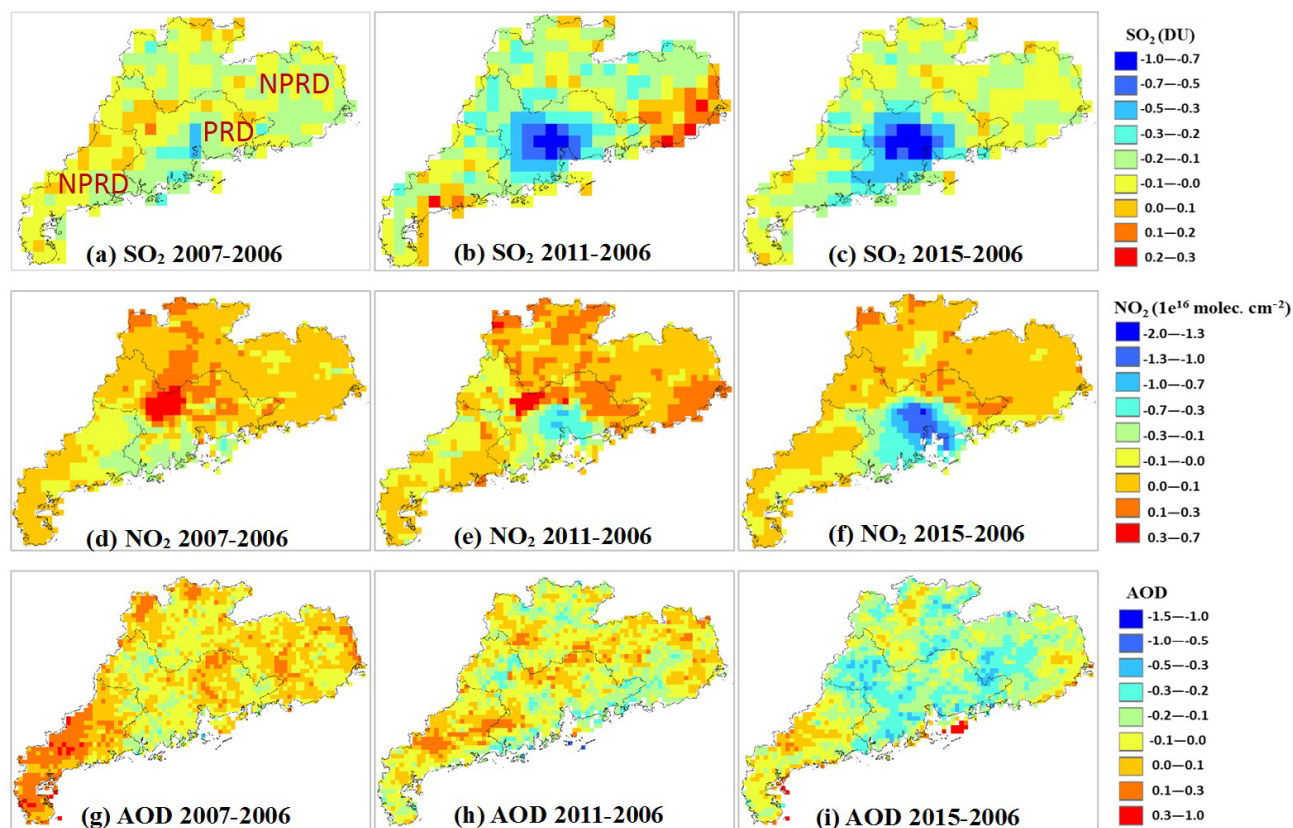 NPRD
PRD
NPRD
(a) SO₂ 2007-2006
(b) SO₂ 2011-2006
(c) SO₂ 2015-2006
SO₂ (DU)
-1.0—-0.7
-0.7—-0.5
-0.5—-0.3
-0.3—-0.2
-0.2—-0.1
-0.1—-0.0
0.0—0.1
0.1—0.2
0.2—0.3
(d) NO₂ 2007-2006
(e) NO₂ 2011-2006
(f) NO₂ 2015-2006
NO₂ (1e¹⁶ molec. cm⁻²)
-2.0—-1.3
-1.3—-1.0
-1.0—-0.7
-0.7—-0.3
-0.3—-0.1
-0.1—-0.0
0.0—0.1
0.1—0.3
0.3—0.7
(g) AOD 2007-2006
(h) AOD 2011-2006
(i) AOD 2015-2006
AOD
-1.5—-1.0
-1.0—-0.5
-0.5—-0.3
-0.3—-0.2
-0.2—-0.1
-0.1—0.0
0.0—0.1
0.1—0.3
0.3—1.0